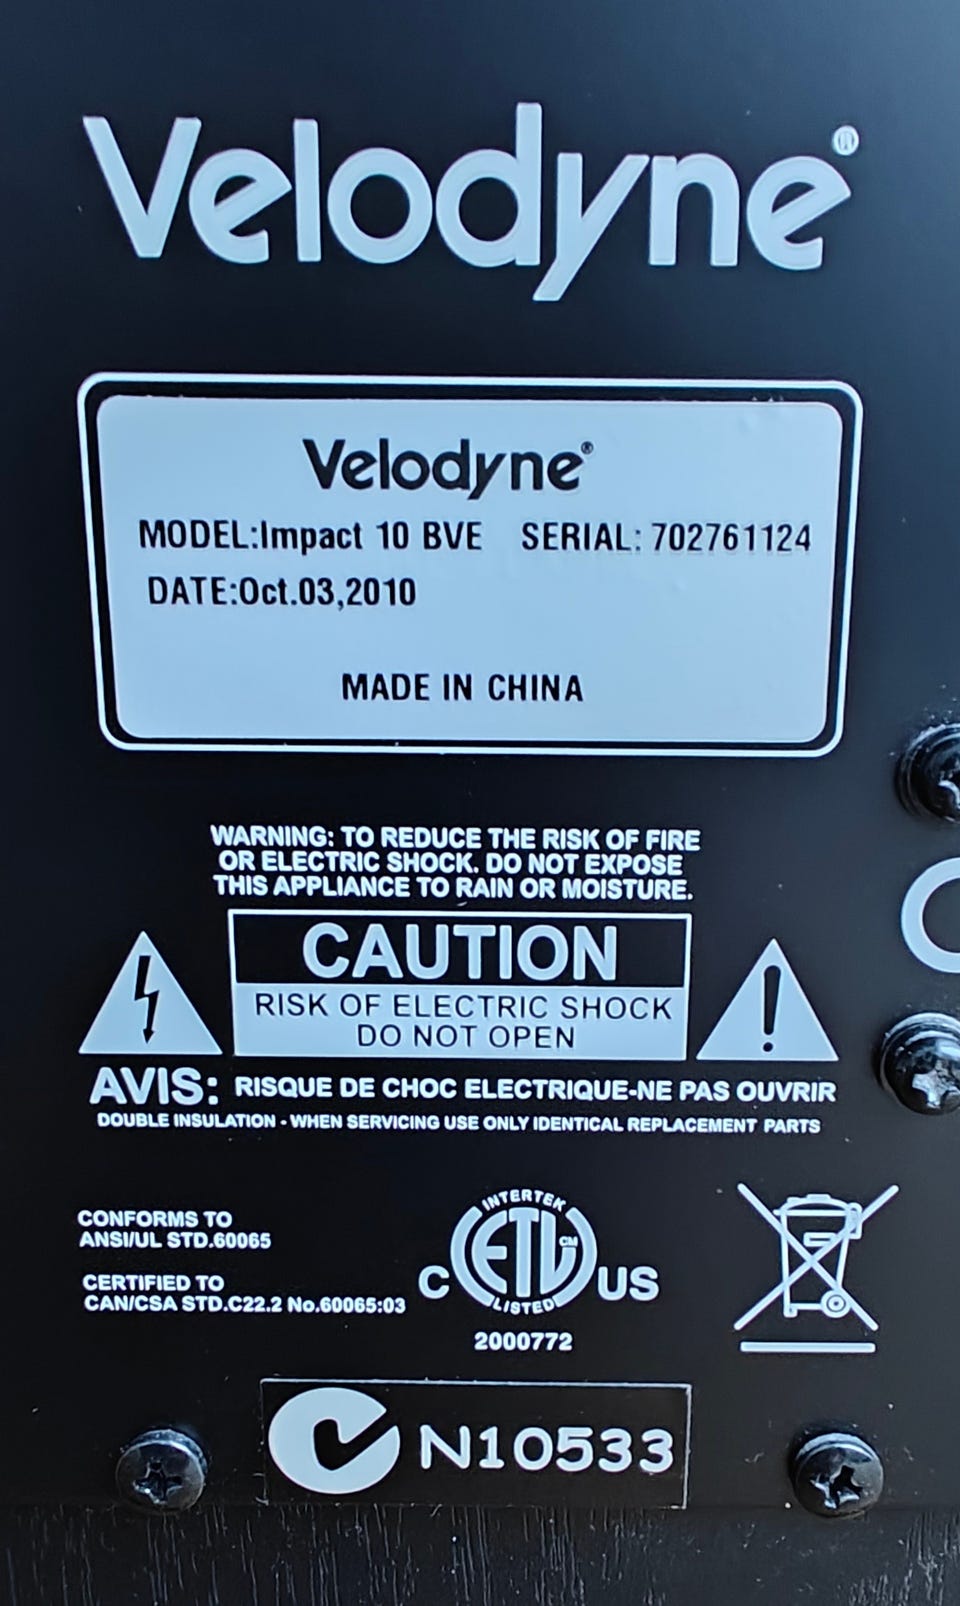 Velodyne®
Velodyne®
MODEL:Impact 10 BVE SERIAL: 702761124
DATE:Oct.03,2010
MADE IN CHINA
WARNING: TO REDUCE THE RISK OF FIRE
OR ELECTRIC SHOCK. DO NOT EXPOSE
THIS APPLIANCE TO RAIN OR MOISTURE.
CAUTION
RISK OF ELECTRIC SHOCK
DO NOT OPEN
AVIS: RISQUE DE CHOC ELECTRIQUE-NE PAS OUVRIR
DOUBLE INSULATION - WHEN SERVICING USE ONLY IDENTICAL REPLACEMENT PARTS
CONFORMS TO
ANSI/UL STD.60065
CERTIFIED TO
CAN/CSA STD.C22.2 No.60065:03
INTERTEK
C ETL CM US
LISTED
2000772
N10533